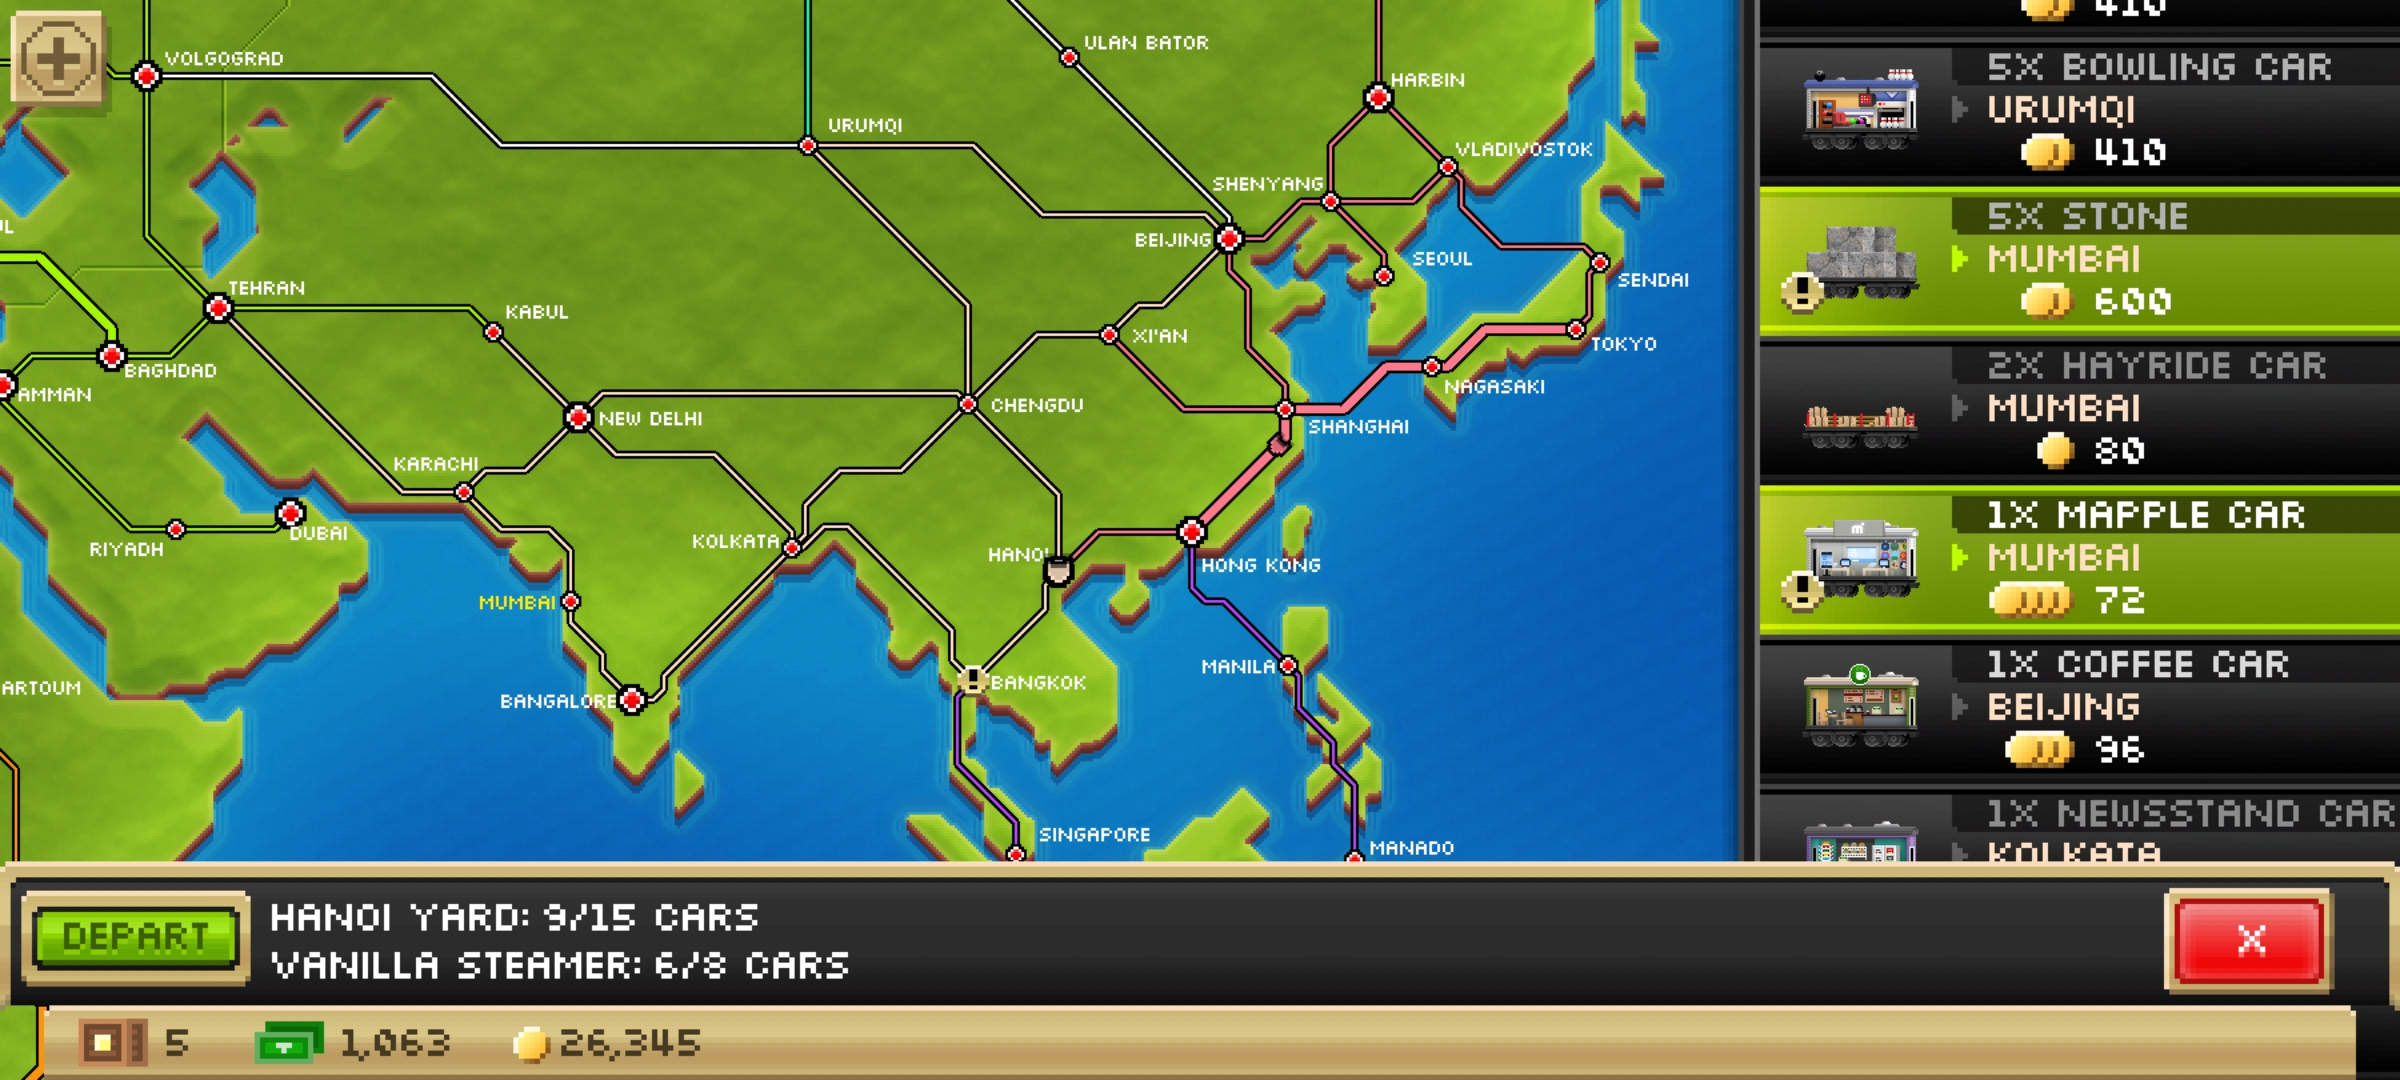 VOLGOGRAD
ULAN BATOR
HARBIN
URUMQI
VLADIVOSTOK
SHENYANG
BEIJING
SEOUL
SENDAI
TEHRAN
KABUL
XI'AN
TOKYO
BAGHDAD
NAGASAKI
AMMAN
NEW DELHI
CHENGDU
SHANGHAI
KARACHI
DUBAI
RIYADH
KOLKATA
HANOI
HONG KONG
MUMBAI
MANILA
BANGKOK
ARTOUM
BANGALORE
SINGAPORE
MANADO
410
5X BOWLING CAR
URUMQI
410
5X STONE
MUMBAI
600
2X HAYRIDE CAR
MUMBAI
80
m
1X MAPPLE CAR
MUMBAI
72
1X COFFEE CAR
BEIJING
96
1X NEWSSTAND CAR
KOLKATA
DEPART
HANOI YARD: 9/15 CARS
VANILLA STEAMER: 6/8 CARS
X
5
1,063
26,345